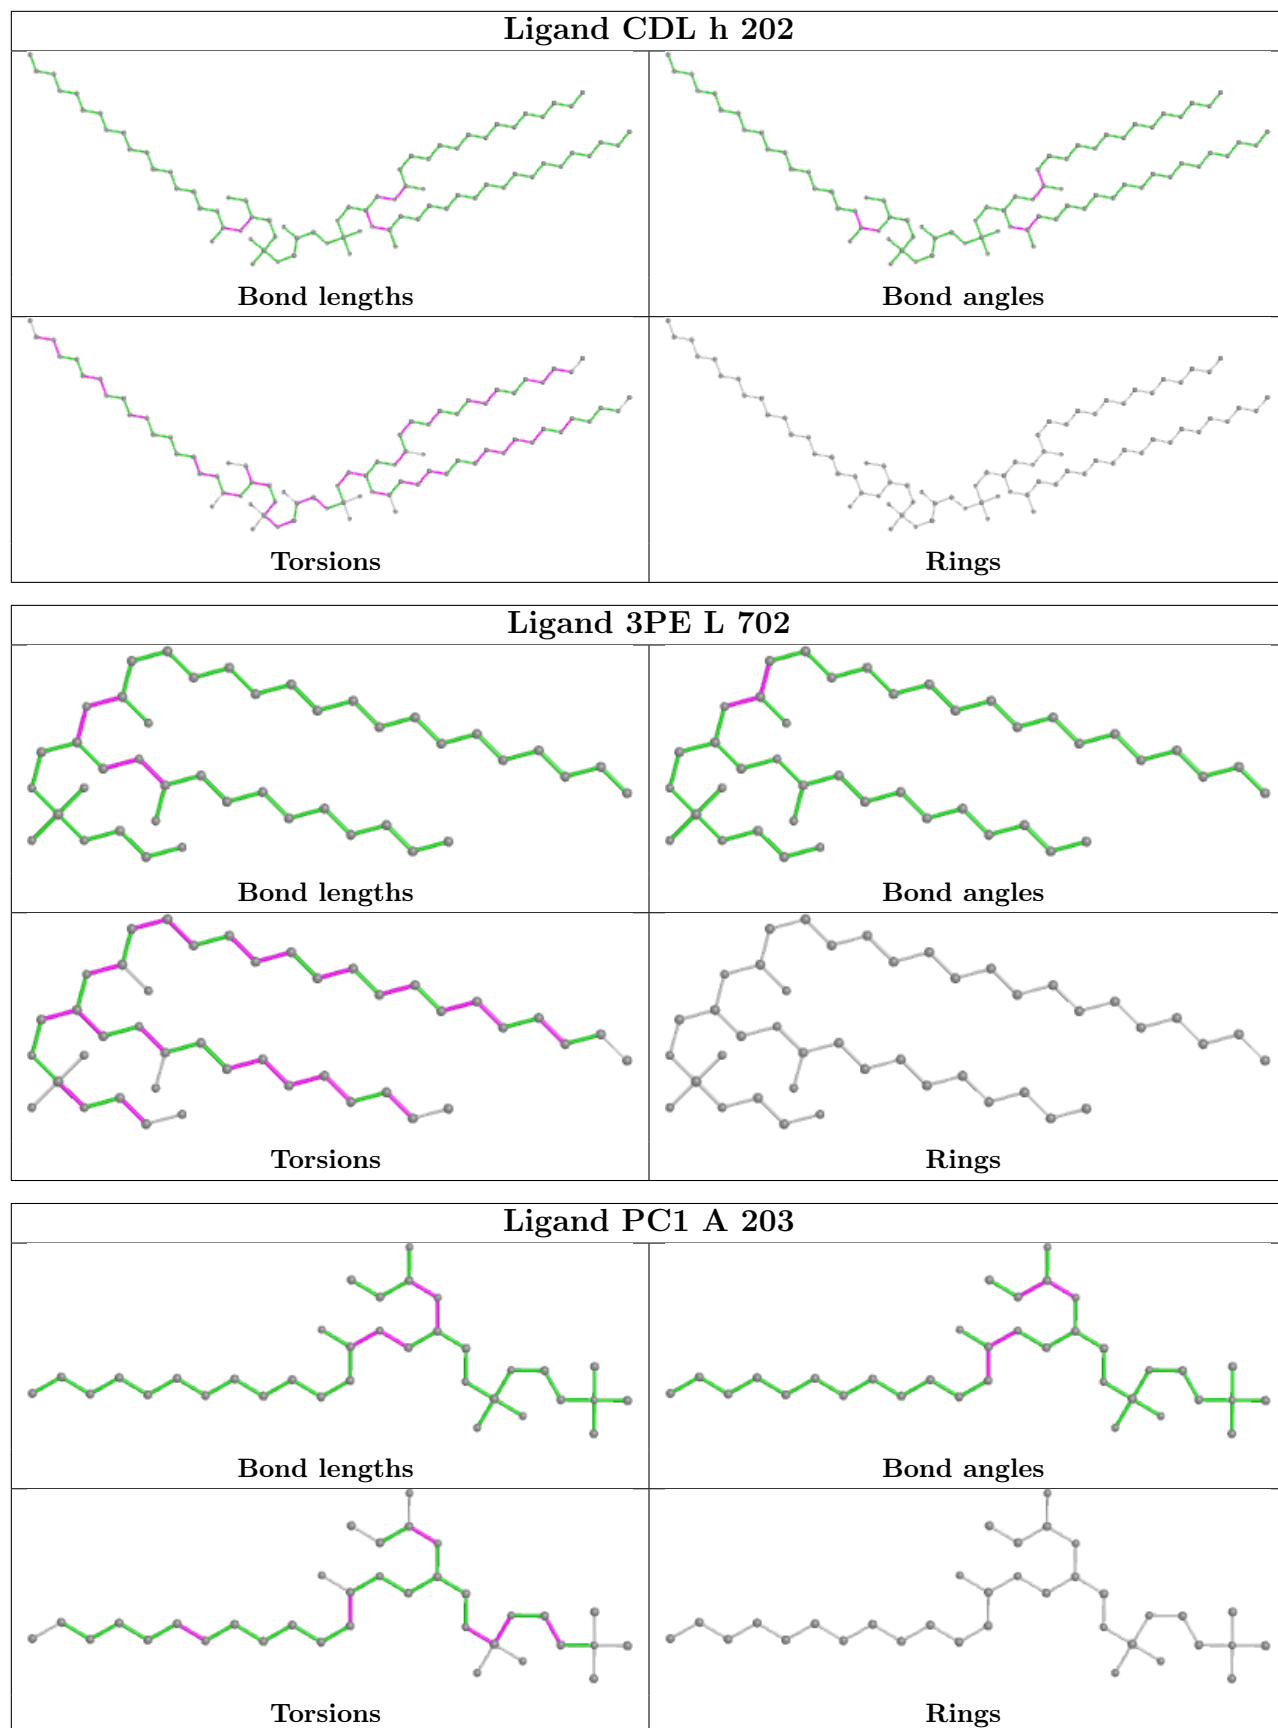 Ligand CDL h 202
Bond lengths
Bond angles
Torsions
Rings
Ligand 3PE L 702
Bond lengths
Bond angles
Torsions
Rings
Ligand PC1 A 203
Bond lengths
Bond angles
Torsions
Rings